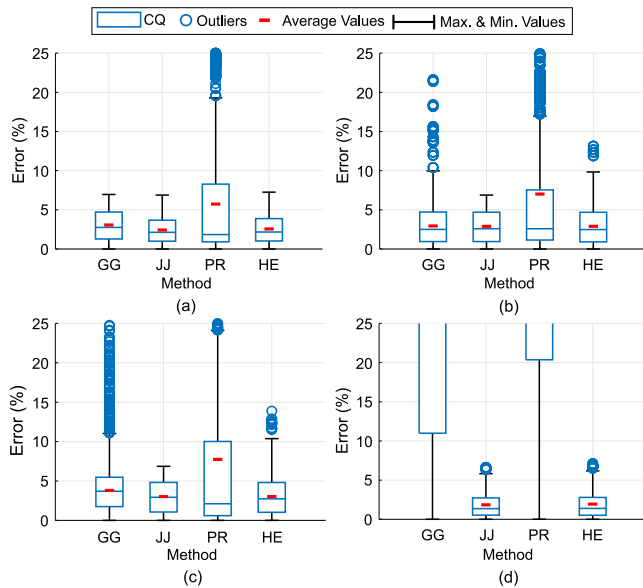 CQ Outliers Average Values Max. & Min. Values
25
20
15
10
5
0
Error (%)
GG JJ PR HE
Method
(a)
25
20
15
10
5
0
Error (%)
GG JJ PR HE
Method
(b)
25
20
15
10
5
0
Error (%)
GG JJ PR HE
Method
(c)
25
20
15
10
5
0
Error (%)
GG JJ PR HE
Method
(d)